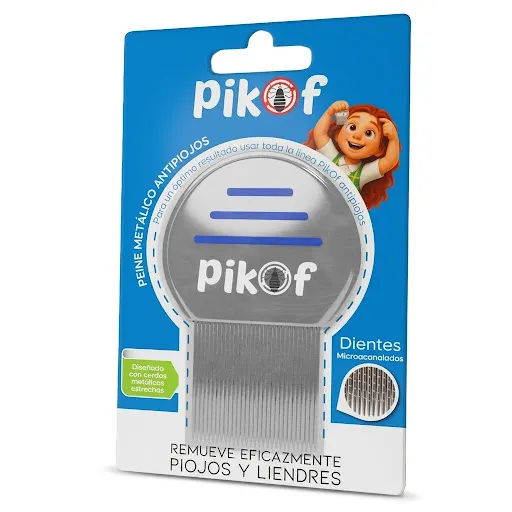 PikOf
PEINE METÁLICO ANTIPIOJOS
Para un óptimo resultado usar toda la línea PikOf antipiojos
PikOf
Dientes
Microacanalados
Diseñado
con cerdas
metálicas
estrechas
REMUEVE EFICAZMENTE
PIOJOS Y LIENDRES